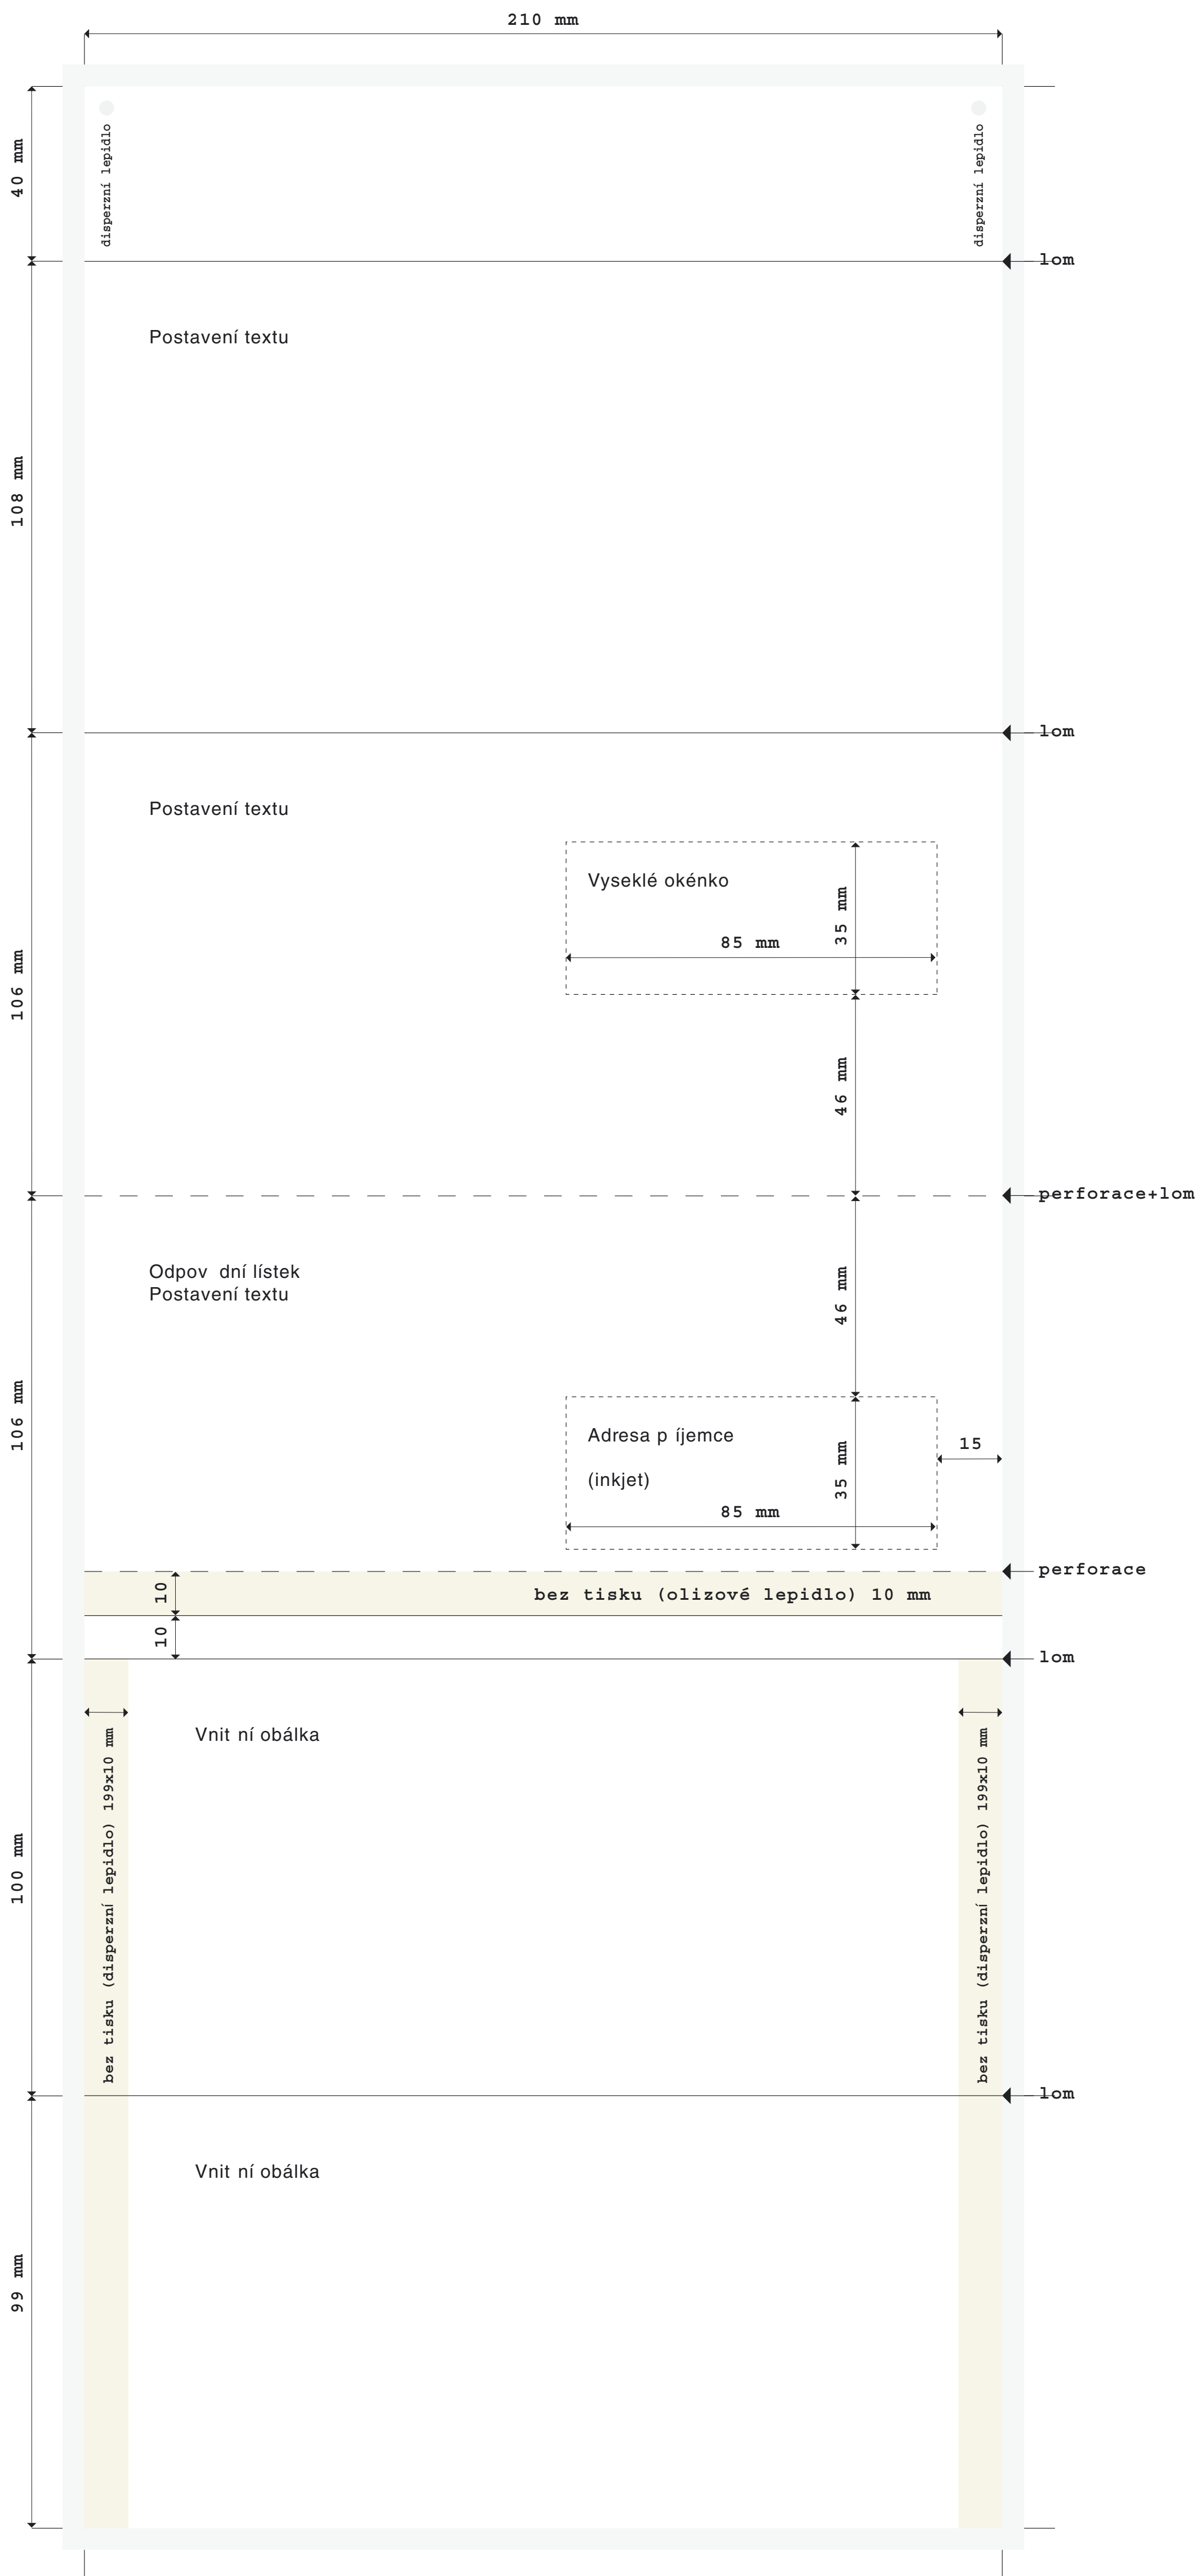 210 mm
40 mm
disperzní lepidlo
disperzní lepidlo
lom
Postavení textu
108 mm
lom
Postavení textu
Vyseklé okénko
35 mm
85 mm
106 mm
46 mm
perforace+lom
Odpov dní lístek
Postavení textu
46 mm
106 mm
Adresa p íjemce
(inkjet)
35 mm
15
85 mm
perforace
10
bez tisku (olizové lepidlo) 10 mm
10
lom
Vnit ní obálka
bez tisku (disperzní lepidlo) 199x10 mm
bez tisku (disperzní lepidlo) 199x10 mm
100 mm
lom
Vnit ní obálka
99 mm